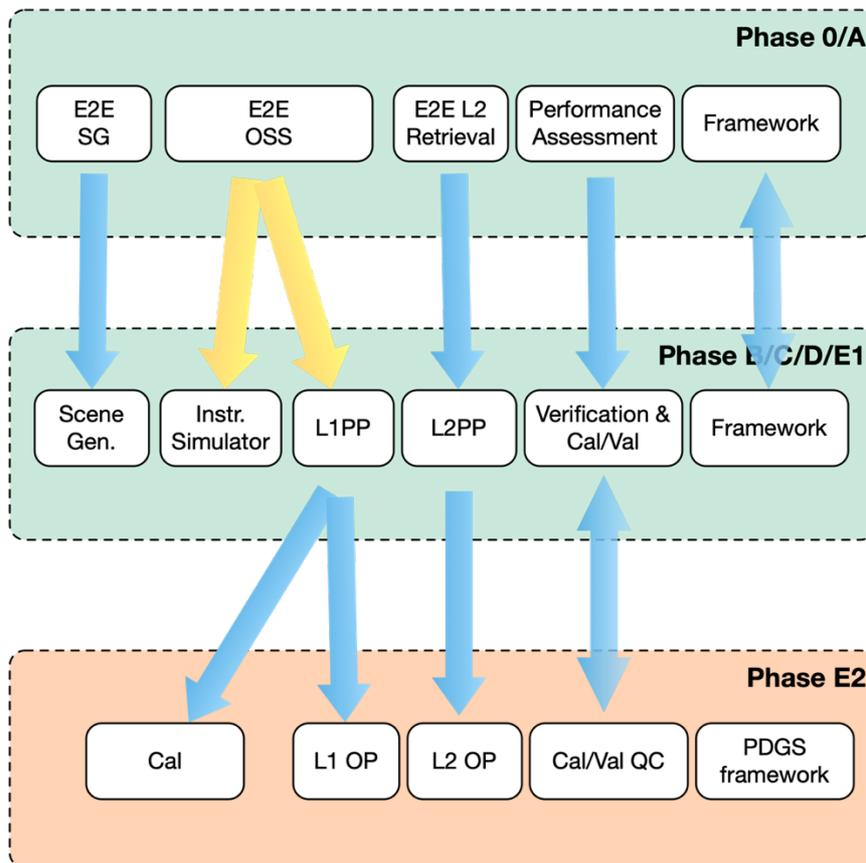 Phase 0/A
E2E
SG
E2E
OSS
E2E L2
Retrieval
Performance
Assessment
Framework
Phase B/C/D/E1
Scene
Gen.
Instr.
Simulator
L1PP
L2PP
Verification &
Cal/Val
Framework
Phase E2
Cal
L1 OP
L2 OP
Cal/Val QC
PDGS
framework